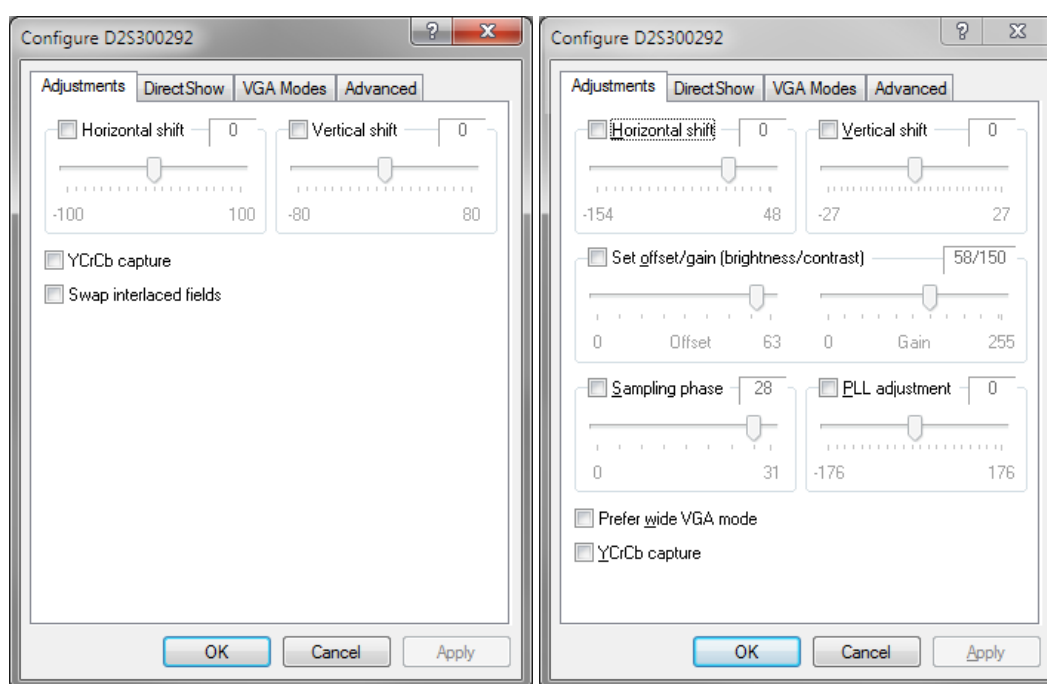 Configure D2S300292
Adjustments DirectShow VGA Modes Advanced
Horizontal shift 0 Vertical shift 0
-100 100 -80 80
YCrCb capture
Swap interlaced fields
OK Cancel Apply
Configure D2S300292
Adjustments DirectShow VGA Modes Advanced
Horizontal shift 0 Vertical shift 0
-154 48 -27 27
Set offset/gain (brightness/contrast) 58/150
0 Offset 63 0 Gain 255
Sampling phase 28 PLL adjustment 0
0 31 -176 176
Prefer wide VGA mode
YCrCb capture
OK Cancel Apply